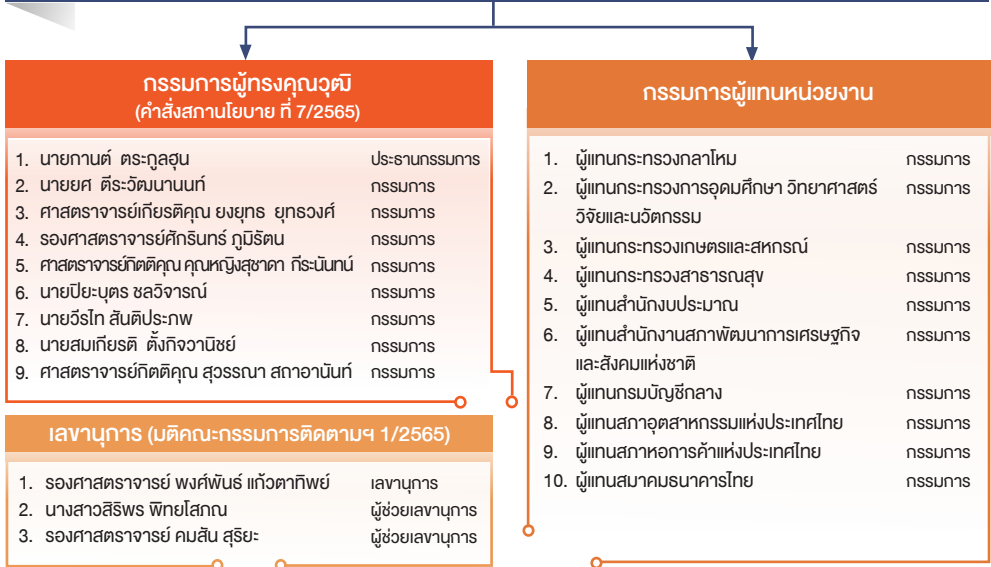 กรรมการผู้ทรงคุณวุฒิ
(คำสั่งสภานโยบาย ที่ 7/2565)
1. นายกานต์ ตระกูลฮุน ประธานกรรมการ
2. นายยศ ตีระวัฒนานนท์ กรรมการ
3. ศาสตราจารย์เกียรติคุณ ยงยุทธ ยุทธวงศ์ กรรมการ
4. รองศาสตราจารย์ศักรินทร์ ภูมิรัตน กรรมการ
5. ศาสตราจารย์กิตติคุณ คุณหญิงสุชาดา กีระนันทน์ กรรมการ
6. นายปิยะบุตร ชลวิจารณ์ กรรมการ
7. นายวีรไท สันติประภพ กรรมการ
8. นายสมเกียรติ ตั้งกิจวานิชย์ กรรมการ
9. ศาสตราจารย์กิตติคุณ สุวรรณา สถาอานันท์ กรรมการ
เลขานุการ (มติคณะกรรมการติดตามฯ 1/2565)
1. รองศาสตราจารย์ พงศ์พันธ์ แก้วตาทิพย์ เลขานุการ
2. นางสาวสิริพร พิทยโสภณ ผู้ช่วยเลขานุการ
3. รองศาสตราจารย์ คมสัน สุริยะ ผู้ช่วยเลขานุการ
กรรมการผู้แทนหน่วยงาน
1. ผู้แทนกระทรวงกลาโหม กรรมการ
2. ผู้แทนกระทรวงการอุดมศึกษา วิทยาศาสตร์ กรรมการ
วิจัยและนวัตกรรม
3. ผู้แทนกระทรวงเกษตรและสหกรณ์ กรรมการ
4. ผู้แทนกระทรวงสาธารณสุข กรรมการ
5. ผู้แทนสำนักงบประมาณ กรรมการ
6. ผู้แทนสำนักงานสภาพัฒนาการเศรษฐกิจ กรรมการ
และสังคมแห่งชาติ
7. ผู้แทนกรมบัญชีกลาง กรรมการ
8. ผู้แทนสภาอุตสาหกรรมแห่งประเทศไทย กรรมการ
9. ผู้แทนสภาหอการค้าแห่งประเทศไทย กรรมการ
10. ผู้แทนสมาคมธนาคารไทย กรรมการ